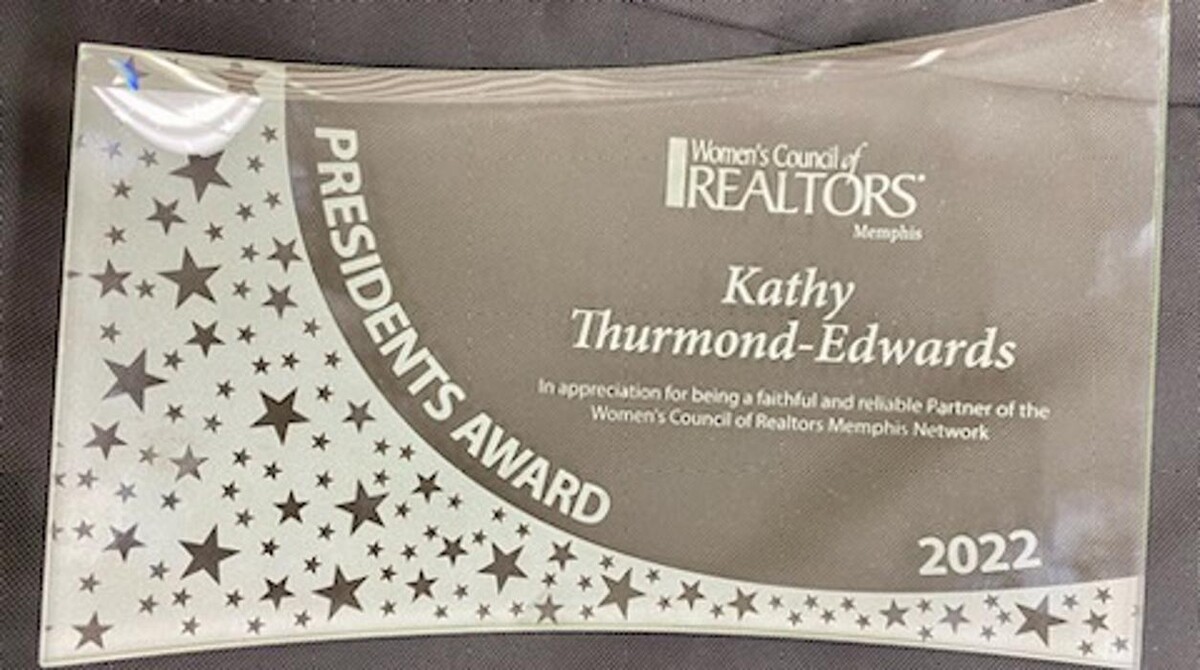 PRESIDENTS AWARD
Women's Council of
REALTORS®
Memphis
Kathy
Thurmond-Edwards
In appreciation for being a faithful and reliable Partner of the
Women's Council of Realtors Memphis Network
2022